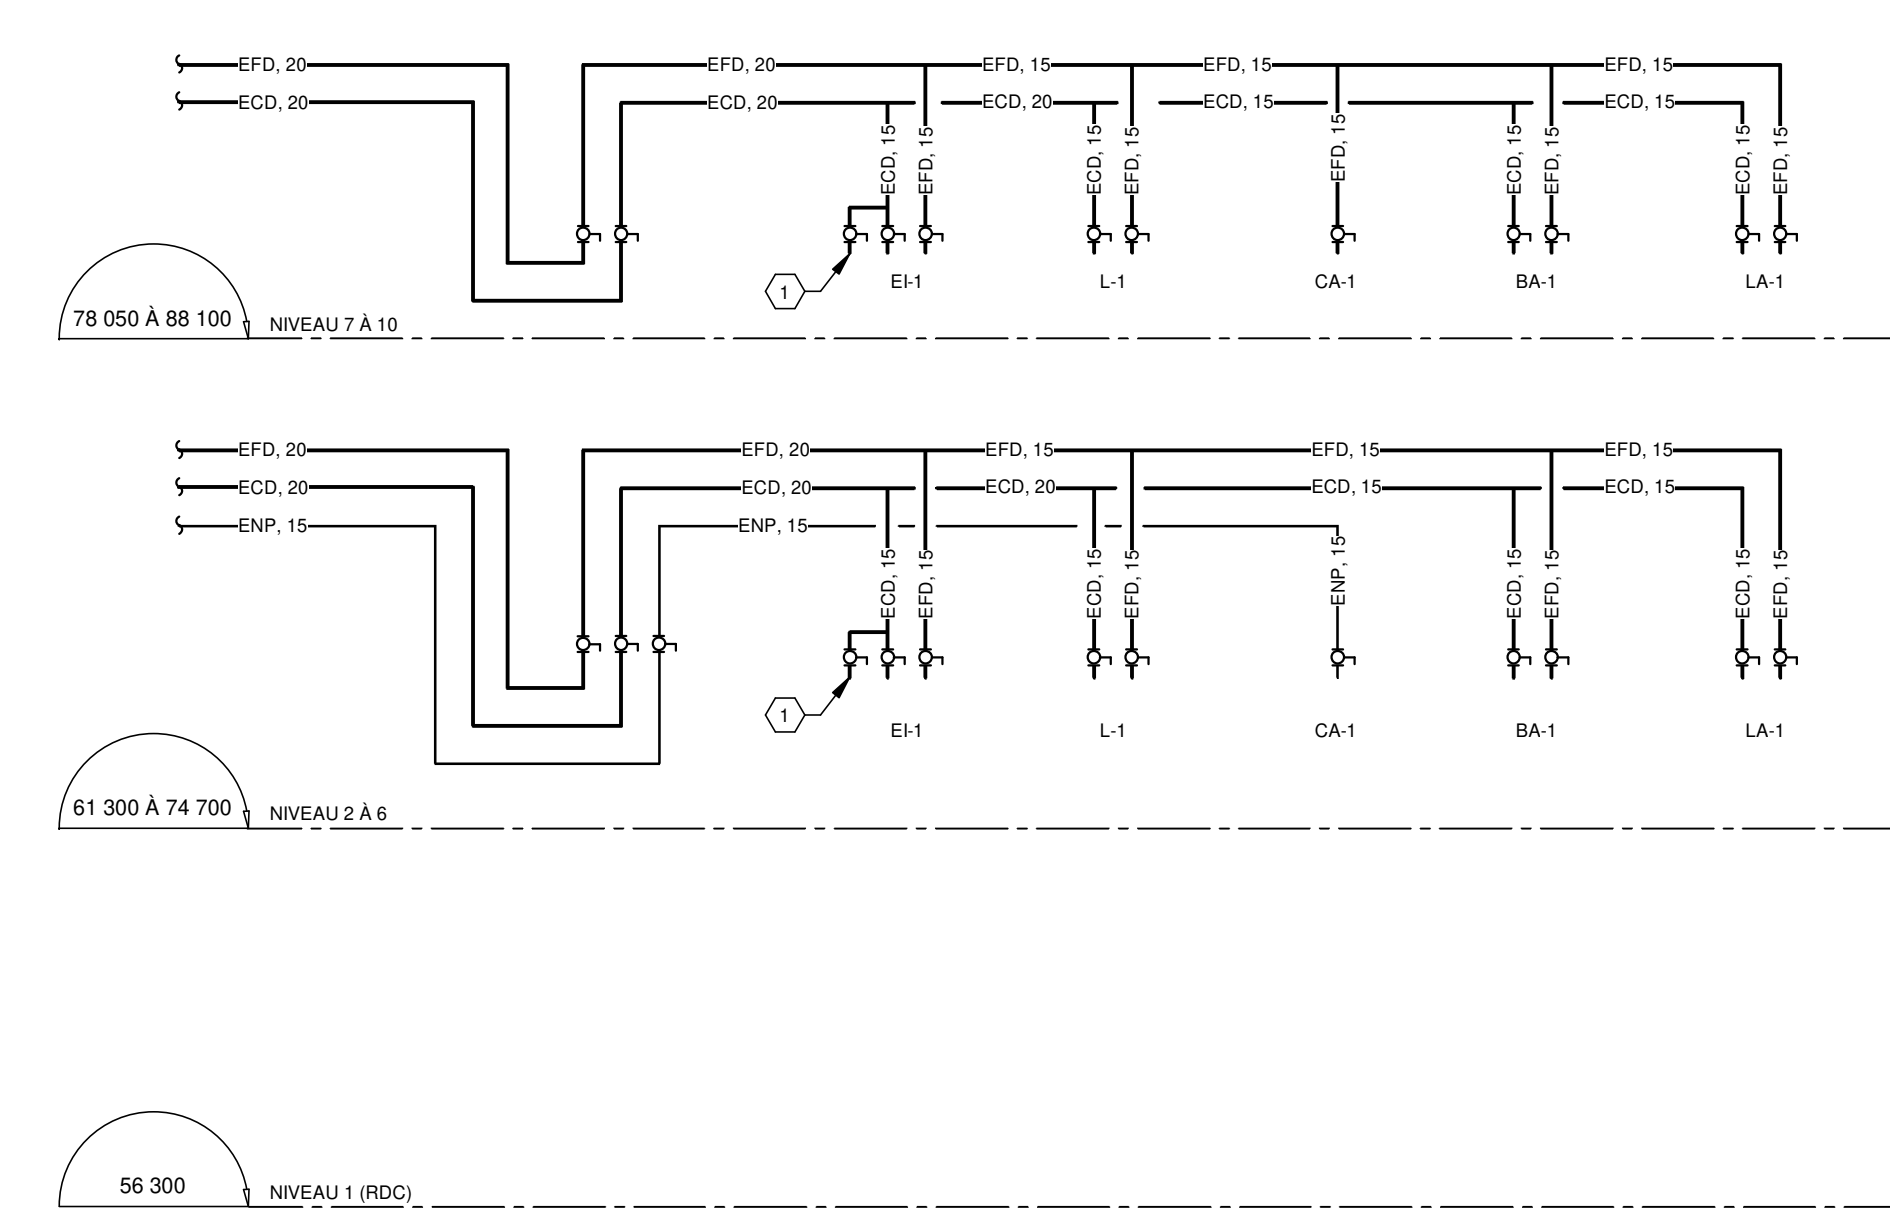 EFD, 20
EFD, 20
EFD, 15
EFD, 15
EFD, 15
ECD, 20
ECD, 20
ECD, 20
ECD, 15
ECD, 15
ECD, 15
EFD, 15
ECD, 15
EFD, 15
EFD, 15
ECD, 15
EFD, 15
ECD, 15
EFD, 15
1
EI-1
L-1
CA-1
BA-1
LA-1
78 050 À 88 100
NIVEAU 7 À 10
EFD, 20
EFD, 20
EFD, 15
EFD, 15
EFD, 15
ECD, 20
ECD, 20
ECD, 20
ECD, 15
ECD, 15
ENP, 15
ENP, 15
ECD, 15
EFD, 15
ECD, 15
EFD, 15
ENP, 15
ECD, 15
EFD, 15
ECD, 15
EFD, 15
1
EI-1
L-1
CA-1
BA-1
LA-1
61 300 À 74 700
NIVEAU 2 À 6
56 300
NIVEAU 1 (RDC)